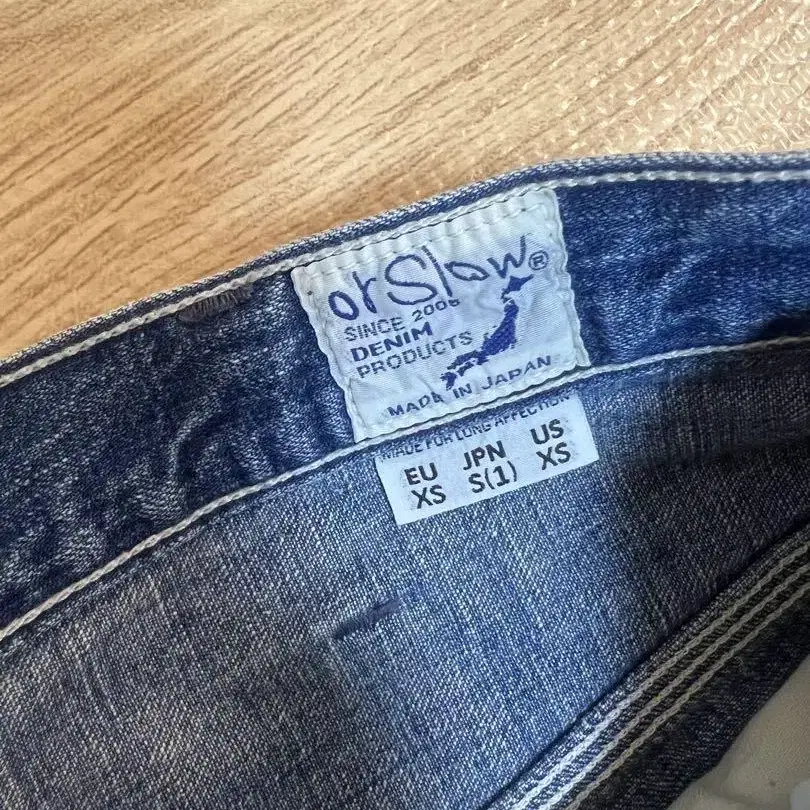 orSlow®
SINCE 2005
DENIM
PRODUCTS
MADE IN JAPAN
MADE FOR LONG AFFECTION
EU JPN US
XS S(1) XS